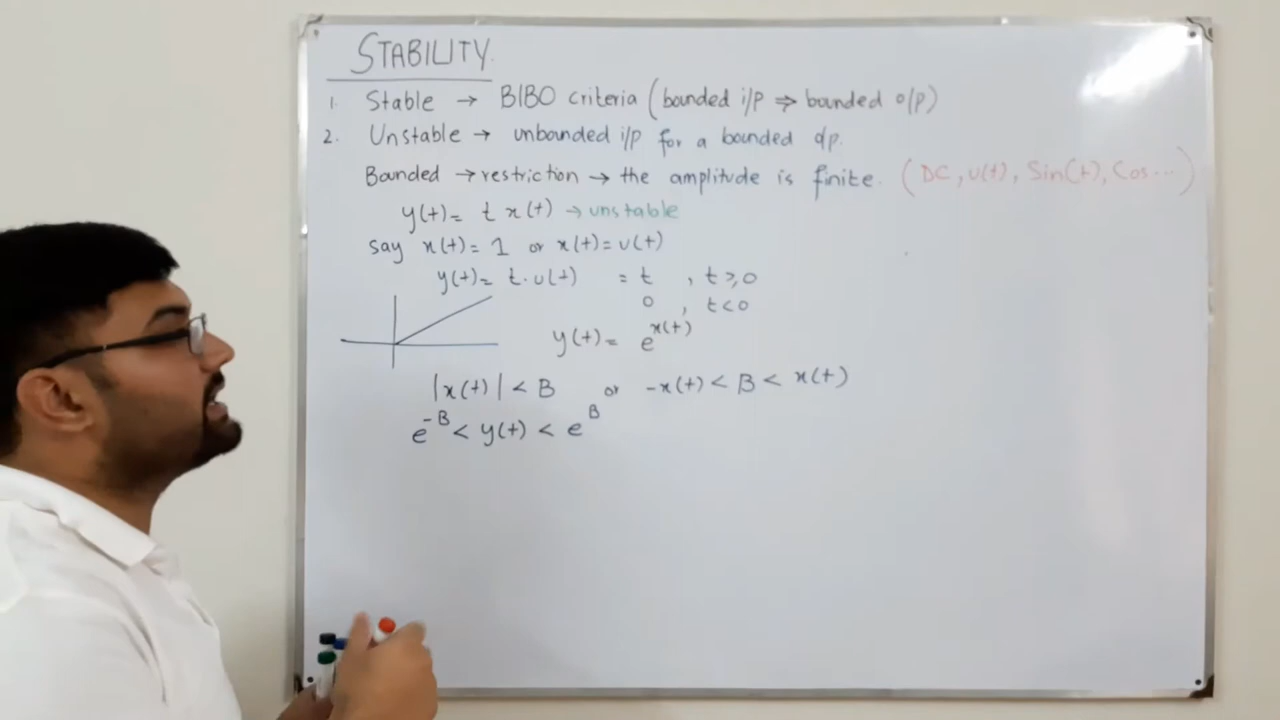 STABILITY.
1. Stable → BIBO criteria (bounded i/p ⇒ bounded o/p)
2. Unstable → unbounded i/p for a bounded o/p.
Bounded → restriction → the amplitude is finite. (DC, u(t), Sin(t), Cos ...)
y(t) = t x(t) → unstable
say x(t) = 1 or x(t) = u(t)
y(t) = t.u(t) = t , t ≥ 0
0 , t < 0
y(t) = e^x(t)
|x(t)| < B or -x(t) < B < x(t)
e^-B < y(t) < e^B